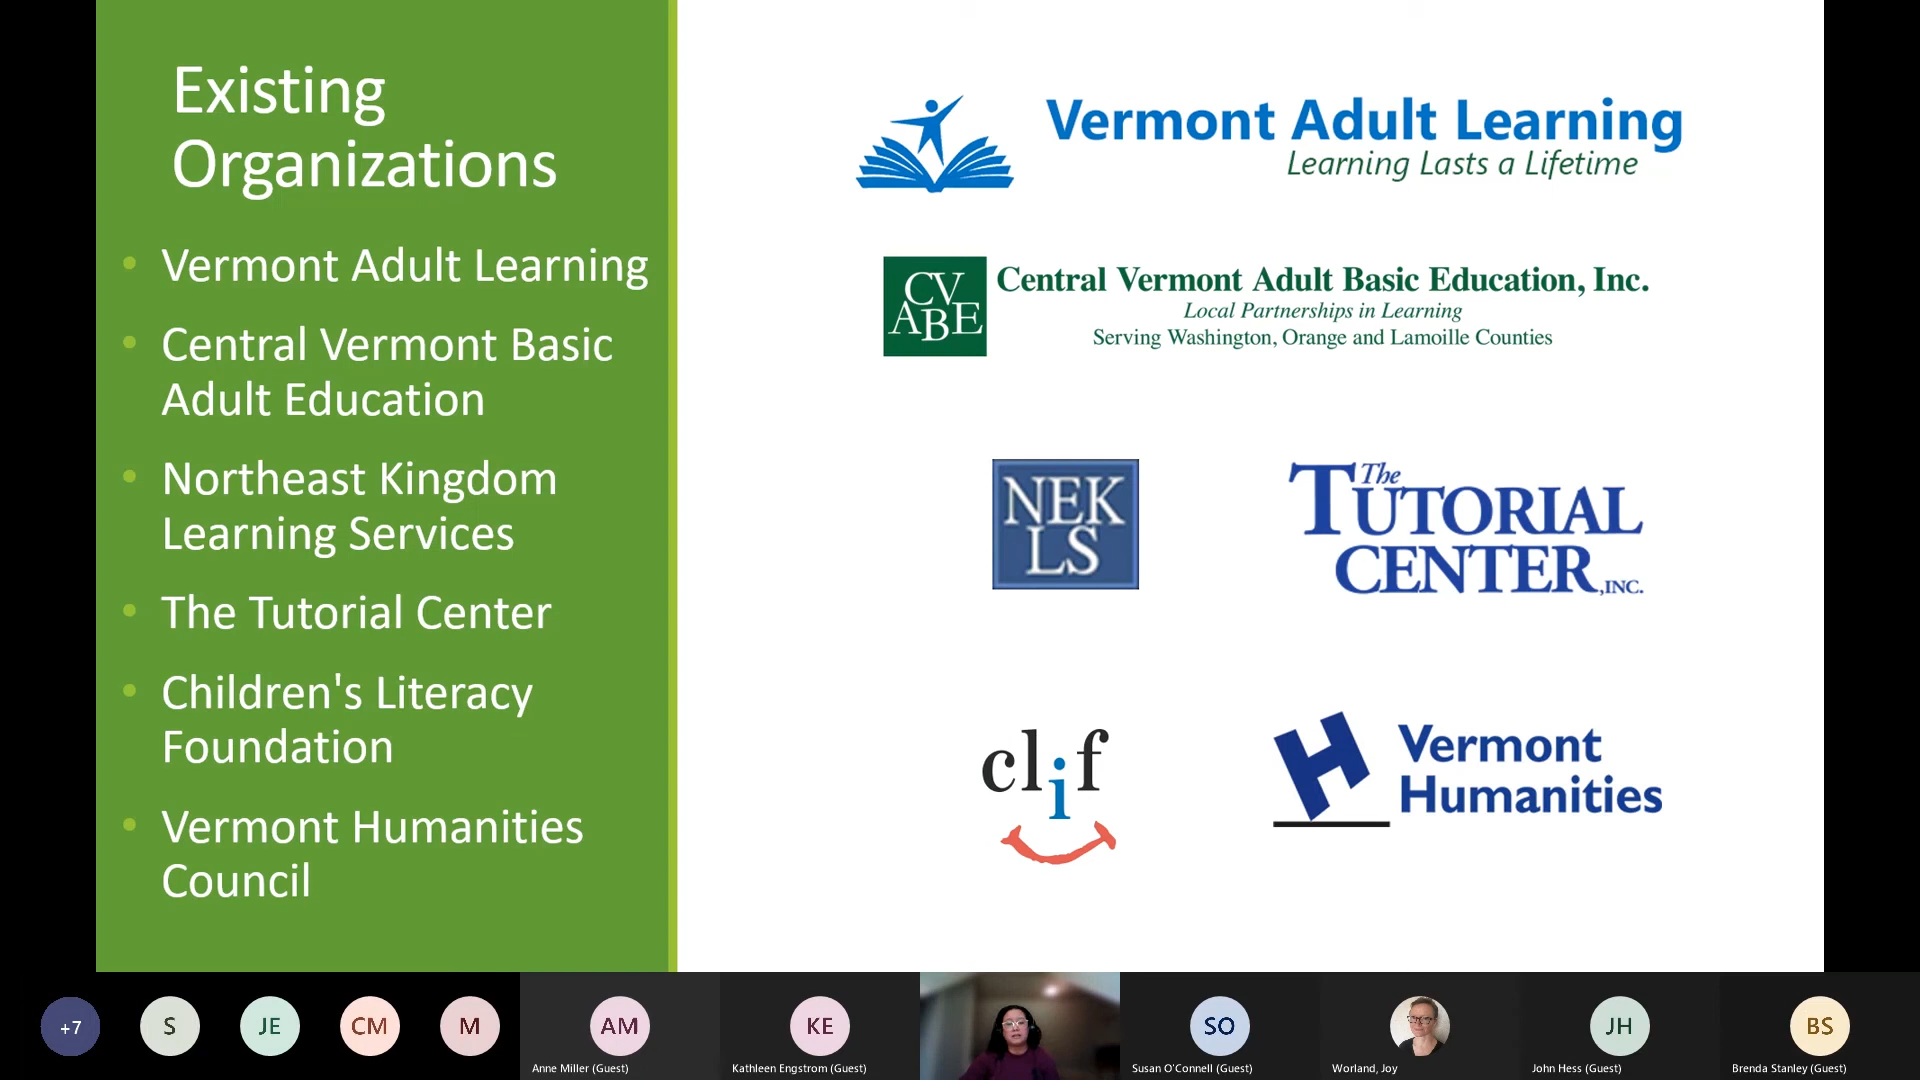 Existing
Organizations
• Vermont Adult Learning
• Central Vermont Basic
Adult Education
• Northeast Kingdom
Learning Services
• The Tutorial Center
• Children's Literacy
Foundation
• Vermont Humanities
Council
Vermont Adult Learning
Learning Lasts a Lifetime
CV
ABE
Central Vermont Adult Basic Education, Inc.
Local Partnerships in Learning
Serving Washington, Orange and Lamoille Counties
NEK
LS
The
TUTORIAL
CENTER, INC.
clif
Vermont
Humanities
+7
S
JE
CM
M
AM
Anne Miller (Guest)
KE
Kathleen Engstrom (Guest)
SO
Susan O'Connell (Guest)
Worland, Joy
JH
John Hess (Guest)
BS
Brenda Stanley (Guest)